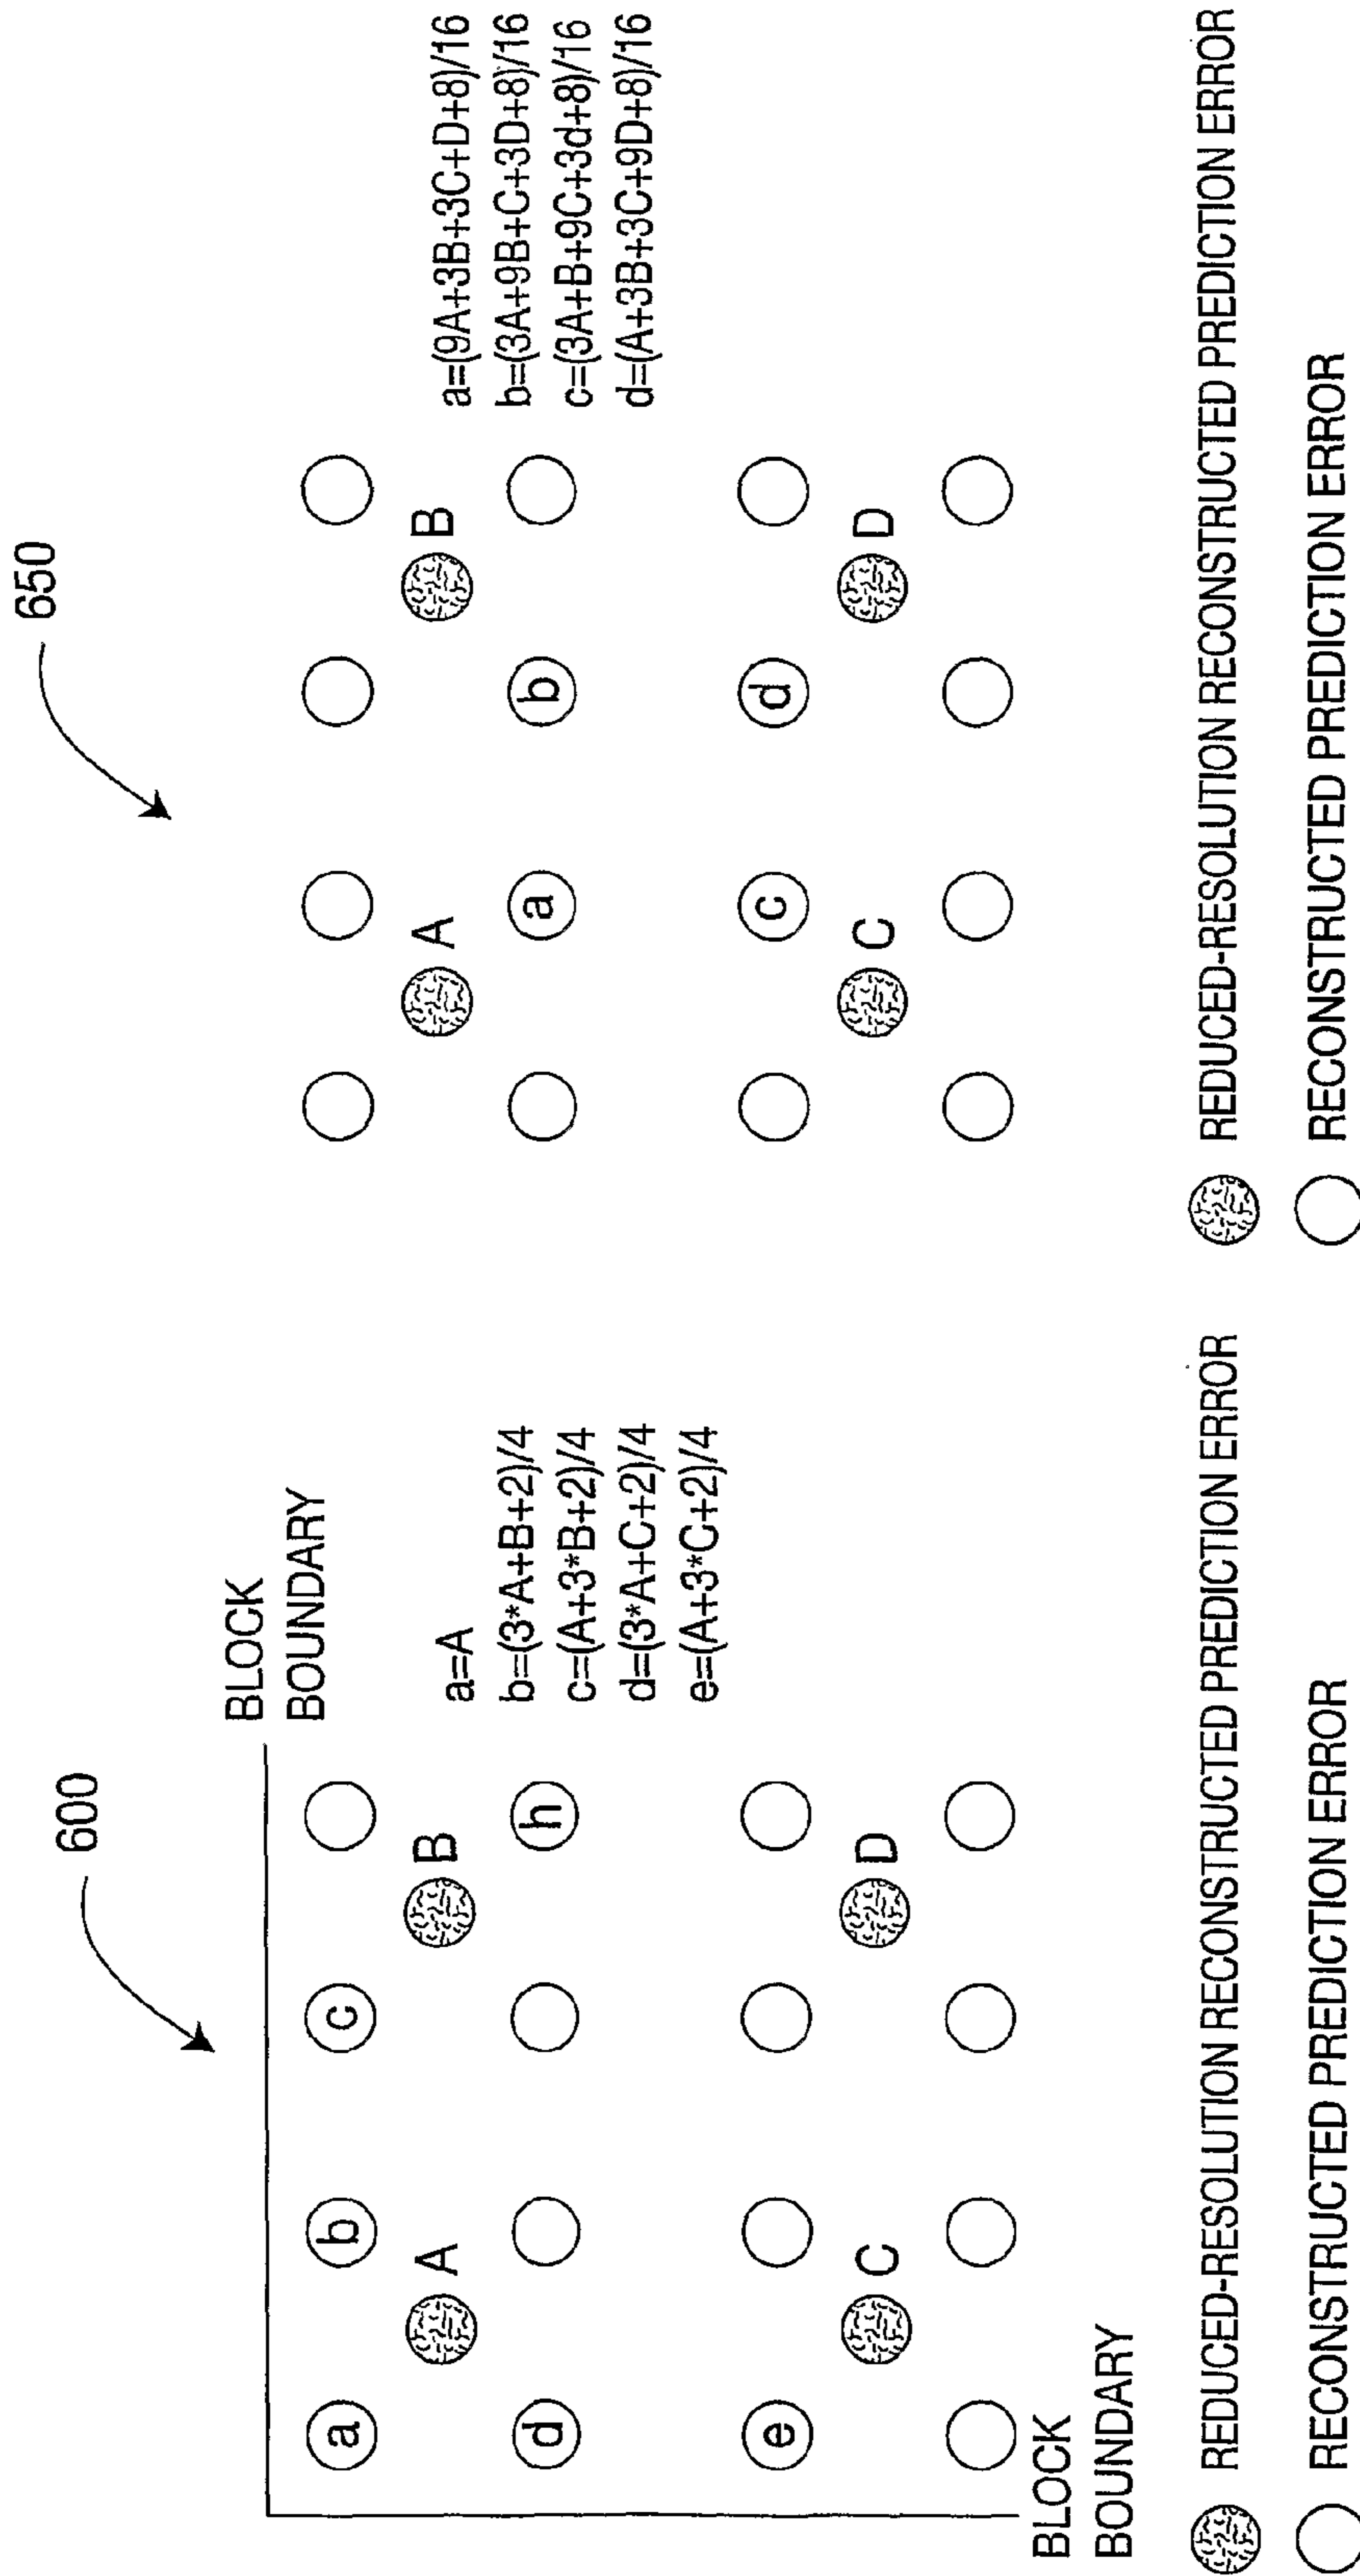 600
BLOCK
BOUNDARY
a
b
c
A
B
d
h
e
C
D
BLOCK
BOUNDARY
a=A
b=(3*A+B+2)/4
c=(A+3*B+2)/4
d=(3*A+C+2)/4
e=(A+3*C+2)/4
REDUCED-RESOLUTION RECONSTRUCTED PREDICTION ERROR
RECONSTRUCTED PREDICTION ERROR
650
A
B
a
b
c
d
C
D
a=(9A+3B+3C+D+8)/16
b=(3A+9B+C+3D+8)/16
c=(3A+B+9C+3d+8)/16
d=(A+3B+3C+9D+8)/16
REDUCED-RESOLUTION RECONSTRUCTED PREDICTION ERROR
RECONSTRUCTED PREDICTION ERROR